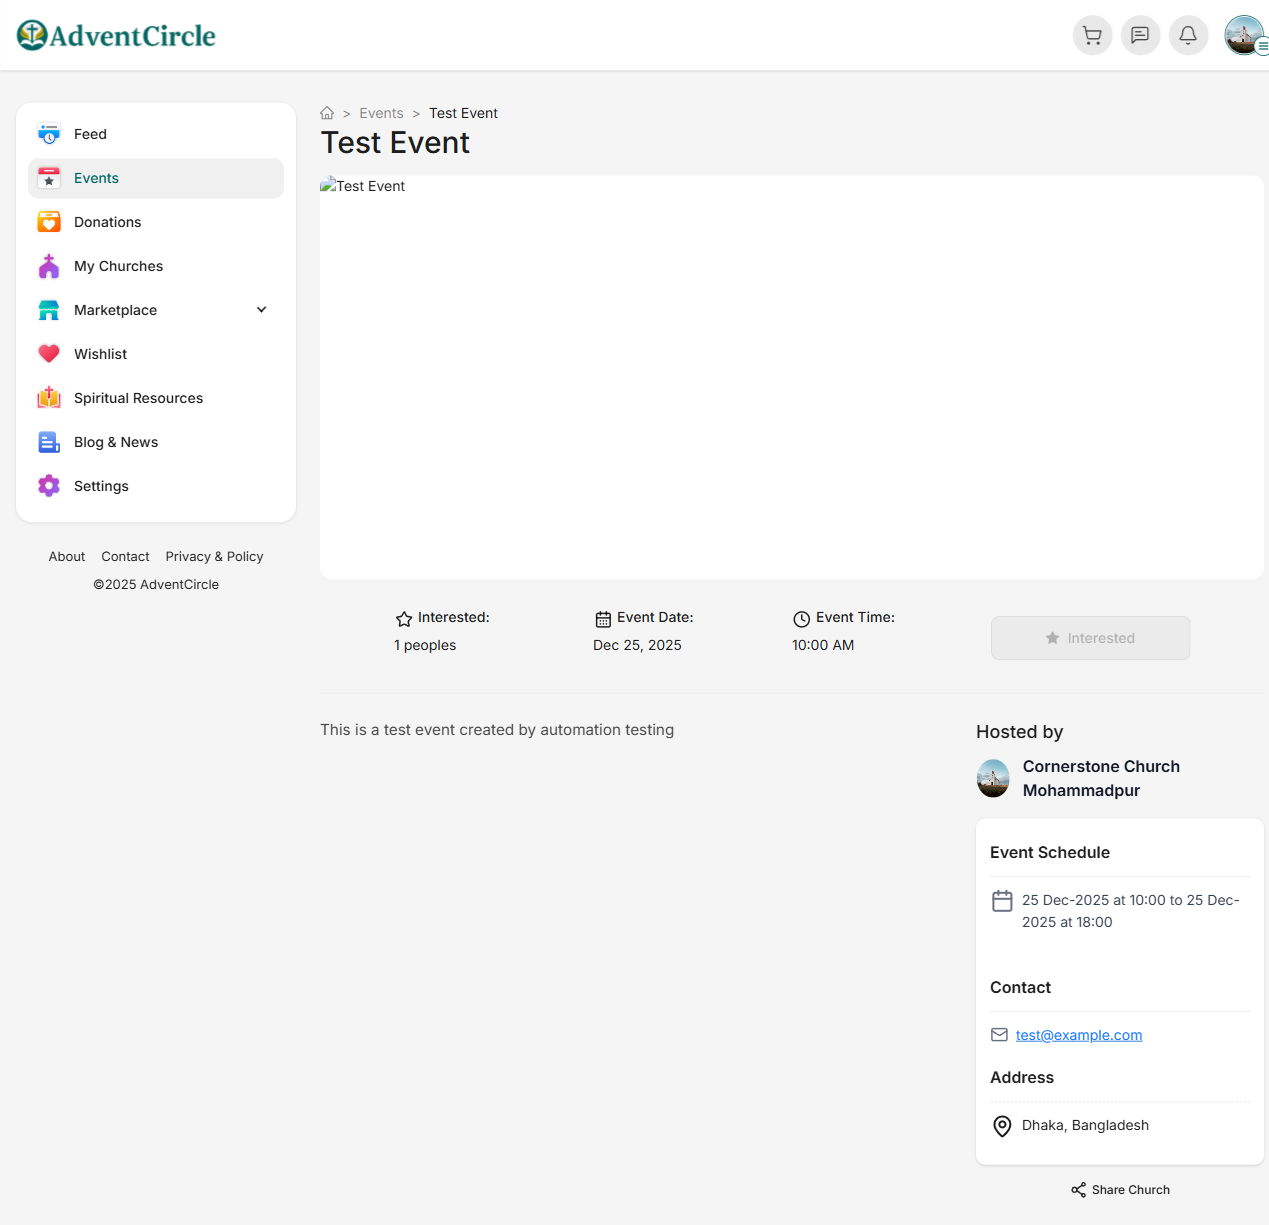 AdventCircle
Feed
Events
Donations
My Churches
Marketplace
Wishlist
Spiritual Resources
Blog & News
Settings
About Contact Privacy & Policy
©2025 AdventCircle
> Events > Test Event
Test Event
Test Event
Interested:
1 peoples
Event Date:
Dec 25, 2025
Event Time:
10:00 AM
Interested
This is a test event created by automation testing
Hosted by
Cornerstone Church
Mohammadpur
Event Schedule
25 Dec-2025 at 10:00 to 25 Dec-
2025 at 18:00
Contact
test@example.com
Address
Dhaka, Bangladesh
Share Church